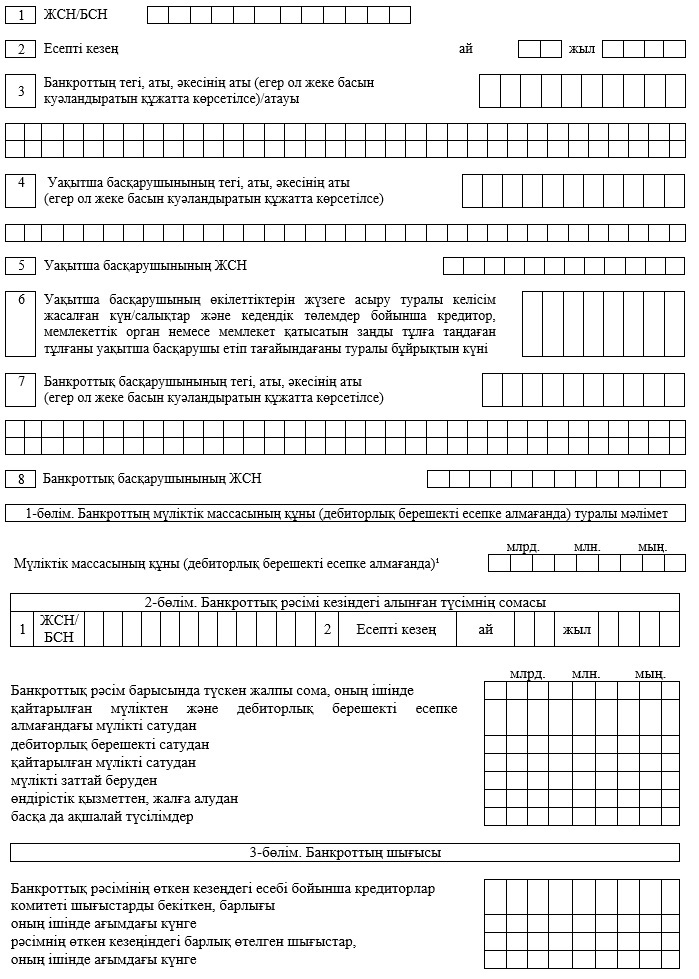 1 ЖСН/БСН
2 Есепті кезең ай жыл
3 Банкроттың тегі, аты, әкесінің аты (егер ол жеке басын
куәландыратын құжатта көрсетілсе)/атауы
4 Уақытша басқарушынының тегі, аты, әкесінің аты
(егер ол жеке басын куәландыратын құжатта көрсетілсе)
5 Уақытша басқарушынының ЖСН
6 Уақытша басқарушының өкілеттіктерін жүзеге асыру туралы келісім
жасалған күн/салықтар және кедендік төлемдер бойынша кредитор,
мемлекеттік орган немесе мемлекет қатысатын заңды тұлға таңдаған
тұлғаны уақытша басқарушы етіп тағайындағаны туралы бұйрықтын күні
7 Банкроттық басқарушынының тегі, аты, әкесінің аты
(егер ол жеке басын куәландыратын құжатта көрсетілсе)
8 Банкроттық басқарушынының ЖСН
1-бөлім. Банкроттың мүліктік массасының құны (дебиторлық берешекті есепке алмағанда) туралы мәлімет
млрд. млн. мың.
Мүліктік массасының құны (дебиторлық берешекті есепке алмағанда)¹
2-бөлім. Банкроттық рәсімі кезіндегі алынған түсімнің сомасы
1 ЖСН/
БСН 2 Есепті кезең ай жыл
млрд. млн. мың.
Банкроттық рәсім барысында түскен жалпы сома, оның ішінде
қайтарылған мүліктен және дебиторлық берешекті есепке
алмағандағы мүлікті сатудан
дебиторлық берешекті сатудан
қайтарылған мүлікті сатудан
мүлікті заттай беруден
өндірістік қызметтен, жалға алудан
басқа да ақшалай түсілімдер
3-бөлім. Банкроттың шығысы
Банкроттық рәсімінің өткен кезеңдегі есебі бойынша кредиторлар
комитеті шығыстарды бекіткен, барлығы
оның ішінде ағымдағы күнге
рәсімнің өткен кезеңіндегі барлық өтелген шығыстар,
оның ішінде ағымдағы күнге